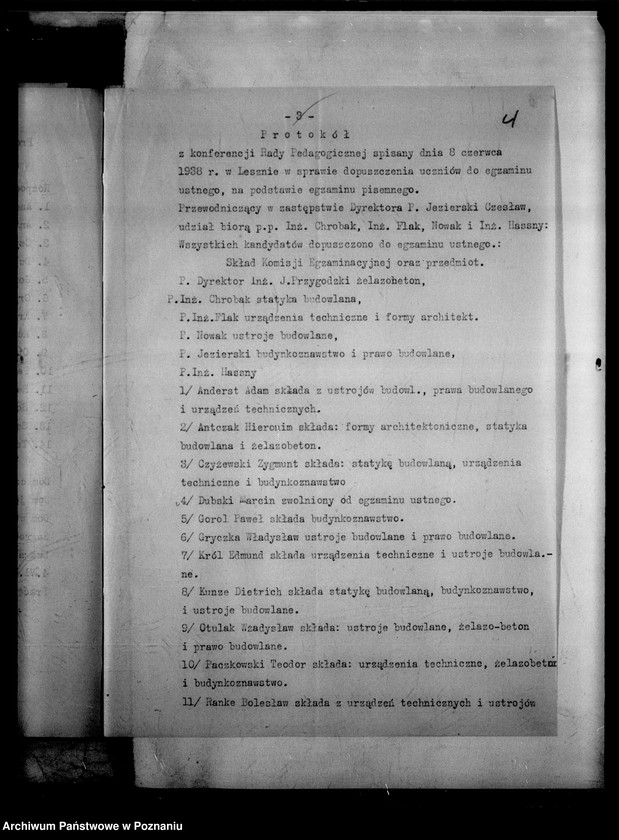 - 3 -
4
P r o t o k ó ł
z konferencji Rady Pedagogicznej spisany dnia 8 czerwca
1938 r. w Lesznie w sprawie dopuszczenia uczniów do egzaminu
ustnego, na podstawie egzaminu pisemnego.
Przewodniczący w zastępstwie Dyrektora P. Jezierski Czesław,
udział biorą p.p. Inż. Chrobak, Inż. Flak, Nowak i Inż. Hassny:
Wszystkich kandydatów dopuszczono do egzaminu ustnego.:
Skład Komisji Egzaminacyjnej oraz przedmiot.
P. Dyrektor Inż. J.Przygodzki żelazobeton,
P.Inż. Chrobak statyka budowlana,
P.Inż.Flak urządzenia techniczne i formy architekt.
P. Nowak ustroje budowlane,
P. Jezierski budynkoznawstwo i prawo budowlane,
P.Inż. Hassny
1/ Anderst Adam składa z ustrojów budowl., prawa budowlanego
i urządzeń technicznych.
2/ Antczak Hieronim składa: formy architektoniczne, statyka
budowlana i żelazobeton.
3/ Czyżewski Zygmunt składa: statykę budowlaną, urządzenia
techniczne i budynkoznawstwo
4/ Dubski Marcin zwolniony od egzaminu ustnego.
5/ Gorol Paweł składa budynkoznawstwo.
6/ Gryczka Władysław ustroje budowlane i prawo budowlane.
7/ Król Edmund składa urządzenia techniczne i ustroje budowla.-
ne.
8/ Kunze Dietrich składa statykę budowlaną, budynkoznawstwo,
i ustroje budowlane.
9/ Otulak Wzadysław składa: ustroje budowlane, żelazo-beton
i prawo budowlane.
10/ Paczkowski Teodor składa: urządzenia techniczne, żelazobeton
i budynkoznawstwo.
11/ Ranke Bolesław składa z urządzeń technicznych i ustrojów
Archiwum Państwowe w Poznaniu